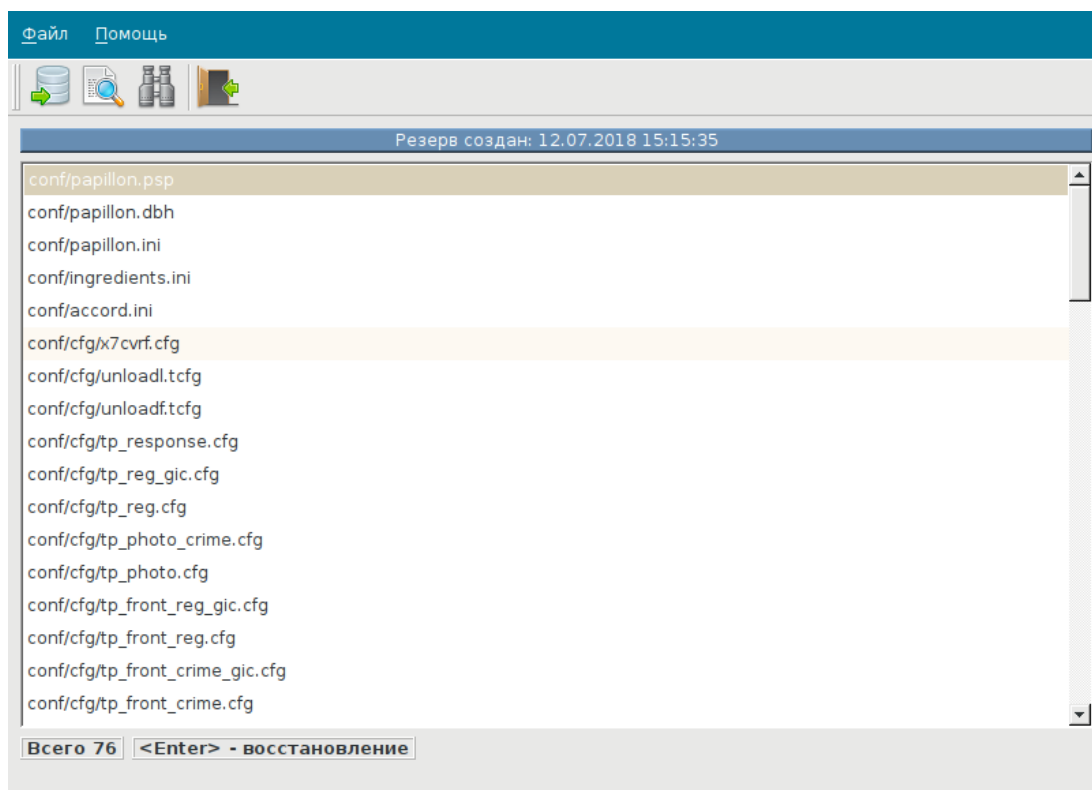 Файл Помощь
Резерв создан: 12.07.2018 15:15:35
conf/papillon.psp
conf/papillon.dbh
conf/papillon.ini
conf/ingredients.ini
conf/accord.ini
conf/cfg/x7cvrf.cfg
conf/cfg/unloadl.tcfg
conf/cfg/unloadf.tcfg
conf/cfg/tp_response.cfg
conf/cfg/tp_reg_gic.cfg
conf/cfg/tp_reg.cfg
conf/cfg/tp_photo_crime.cfg
conf/cfg/tp_photo.cfg
conf/cfg/tp_front_reg_gic.cfg
conf/cfg/tp_front_reg.cfg
conf/cfg/tp_front_crime_gic.cfg
conf/cfg/tp_front_crime.cfg
Всего 76 <Enter> - восстановление